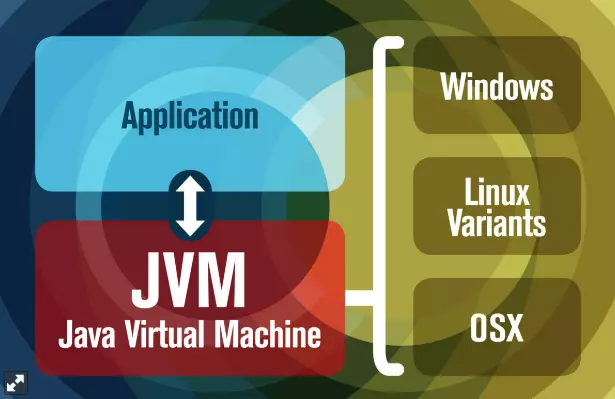 Application
JVM
Java Virtual Machine
Windows
Linux
Variants
OSX